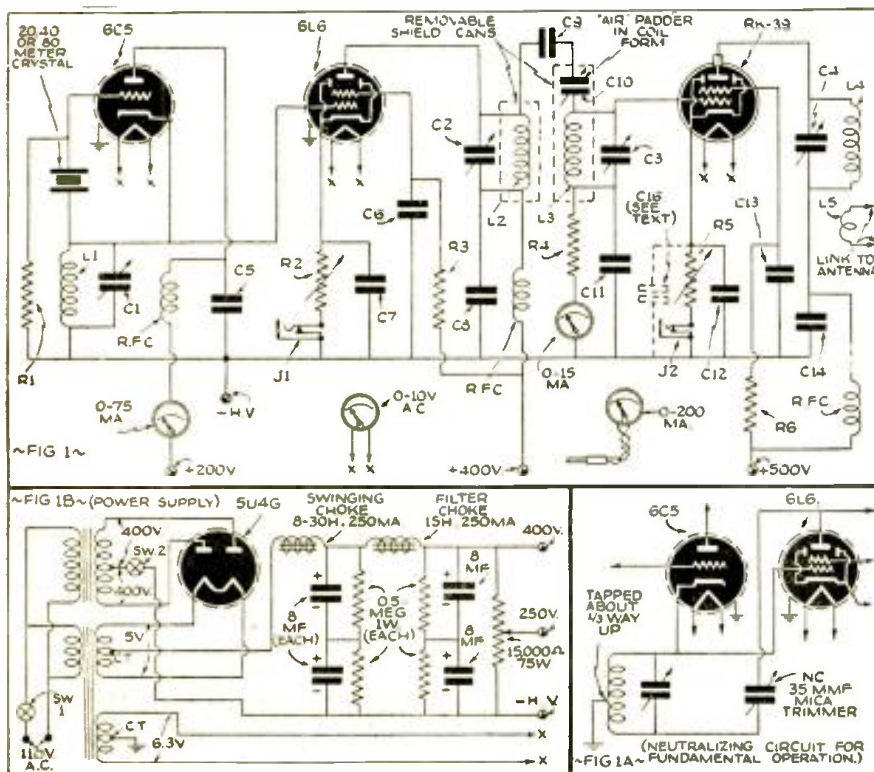 20, 40
OR 80
METER
CRYSTAL
6C5
6L6
REMOVABLE
SHIELD CANS
C9
"AIR" PADDER
IN COIL
FORM
RK-39
C10
C4
L4
C2
C3
L2
L3
C16
(SEE
TEXT)
C13
L5
LINK TO
ANTENNA
C6
R4
R5
L1
C1
R.F.C
C5
R2
R3
C7
C8
C11
R1
J1
RFC
J2
C12
C14
0-15
MA
R6
RFC
0-75
MA
-H.V.
0-10V
A.C
0-200
MA
X X
~FIG 1~
+200V
+400V
+500V
~FIG 1B~ (POWER SUPPLY)
5U4G
SWINGING
CHOKE
8-30H, 250MA
FILTER
CHOKE
15H, 250MA
400V.
SW.2
400V.
400V.
8
MF
(EACH)
0.5
MEG
1W
(EACH)
8
MF
8
MF
250V.
15,000Ω
75W
5V
CT
SW
1
-H.V.
CT
6.3V
X
X
110V
A.C.
6C5
6L6.
TAPPED
ABOUT
1/3 WAY
UP
NC
35 MMF
MICA
TRIMMER
~FIG 1A~
(NEUTRALIZING CIRCUIT FOR
FUNDAMENTAL OPERATION.)